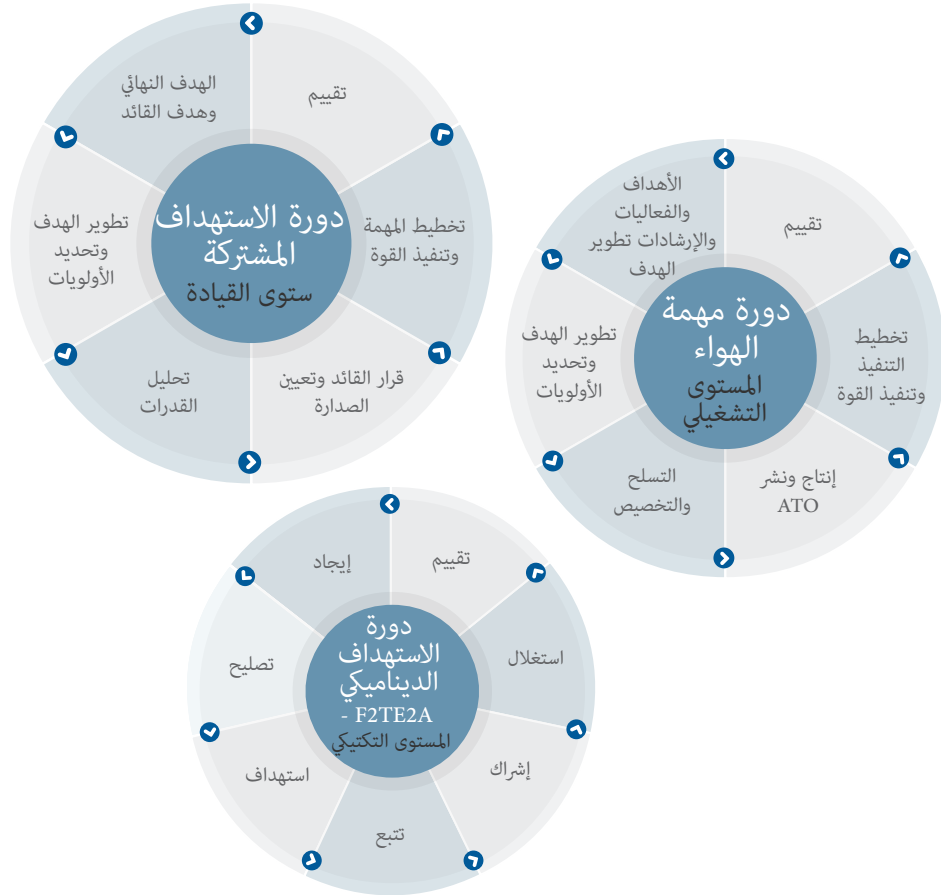 دورة الاستهداف
المشتركة
ستوى القيادة
الهدف النهائي
وهدف القائد
تطوير الهدف
وتحديد
الأولويات
تحليل
القدرات
قرار القائد وتعيين
الصدارة
تخطيط المهمة
وتنفيذ القوة
تقييم
دورة مهمة
الهواء
المستوى
التشغيلي
الأهداف
والفعاليات
والإرشادات تطوير
الهدف
تطوير الهدف
وتحديد
الأولويات
التسلح
والتخصيص
إنتاج ونشر
ATO
تخطيط
التنفيذ
وتنفيذ القوة
تقييم
دورة
الاستهداف
الديناميكي
- F2TE2A
المستوى التكتيكي
إيجاد
تصليح
استهداف
تتبع
إشراك
استغلال
تقييم